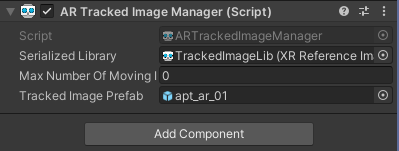 AR Tracked Image Manager (Script)
Script ARTrackedImageManager
Serialized Library TrackedImageLib (XR Reference Im
Max Number Of Moving I 0
Tracked Image Prefab apt_ar_01
Add Component